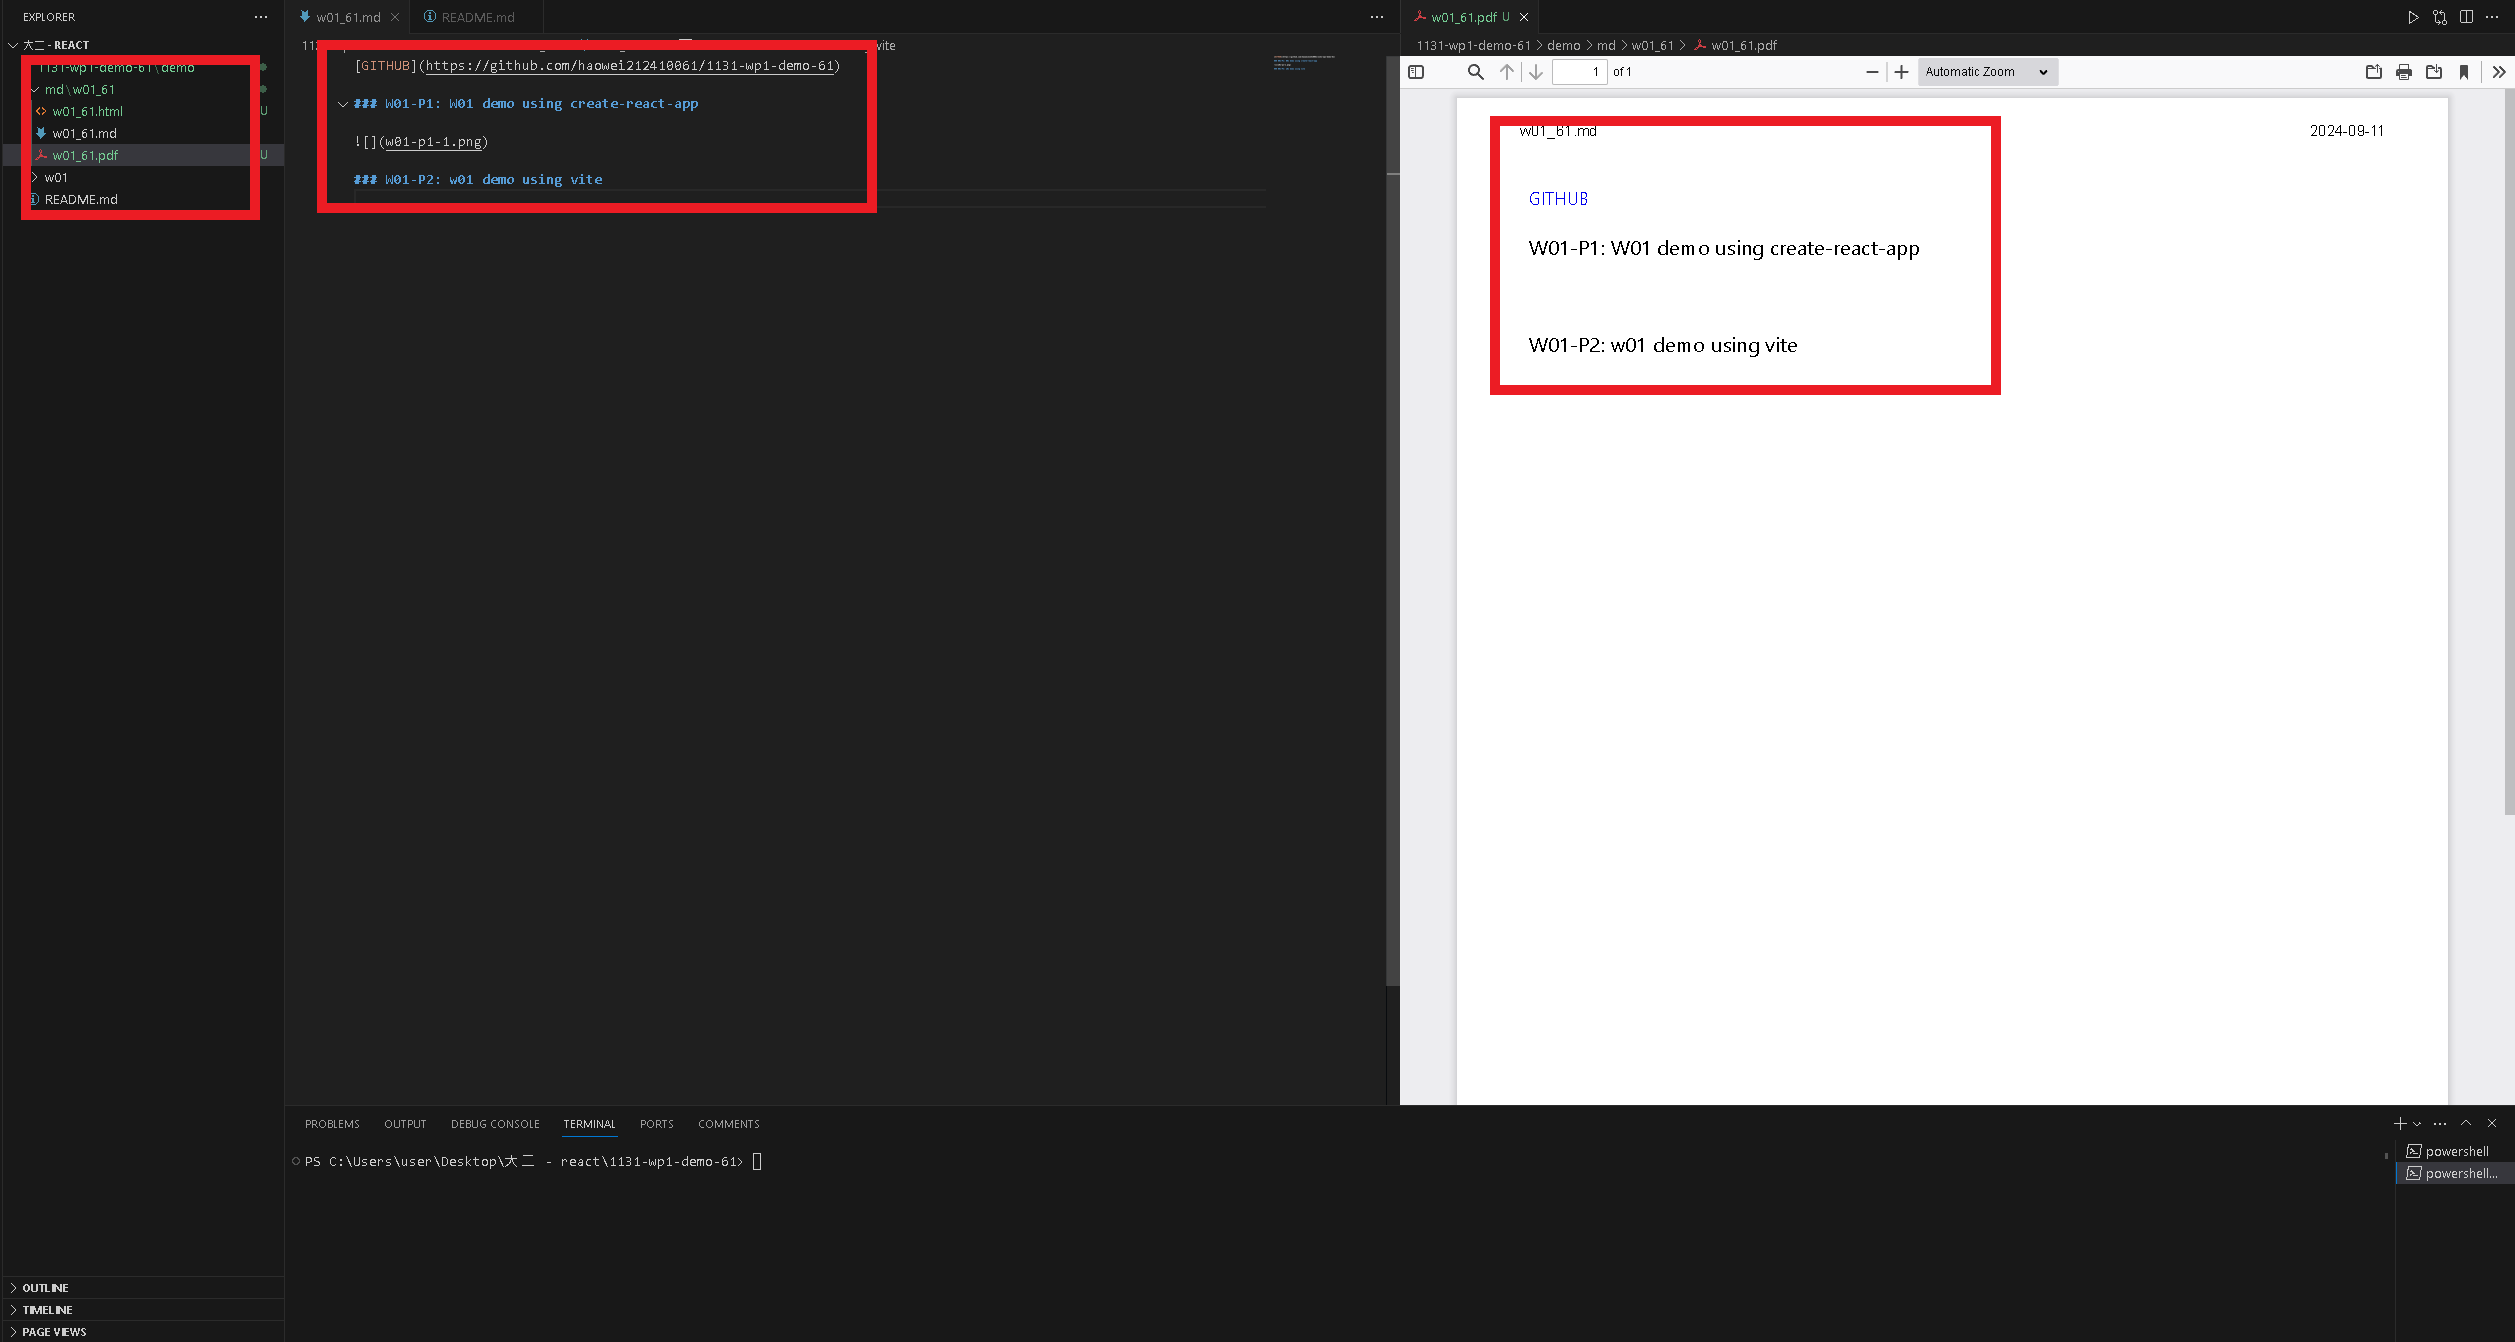 EXPLORER
大二 - REACT
1131-wp1-demo-61 \ demo
md \ w01_61
w01_61.html U
w01_61.md
w01_61.pdf U
w01
README.md
OUTLINE
TIMELINE
PAGE VIEWS
w01_61.md
README.md
[GITHUB](https://github.com/haowei212410061/1131-wp1-demo-61)
### W01-P1: W01 demo using create-react-app
![](w01-p1-1.png)
### W01-P2: w01 demo using vite
w01_61.pdf U
1131-wp1-demo-61 > demo > md > w01_61 > w01_61.pdf
1 of 1
Automatic Zoom
w01_61.md 2024-09-11
GITHUB
W01-P1: W01 demo using create-react-app
W01-P2: w01 demo using vite
PROBLEMS OUTPUT DEBUG CONSOLE TERMINAL PORTS COMMENTS
PS C:\Users\user\Desktop\大二 - react\1131-wp1-demo-61>
powershell
powershell...